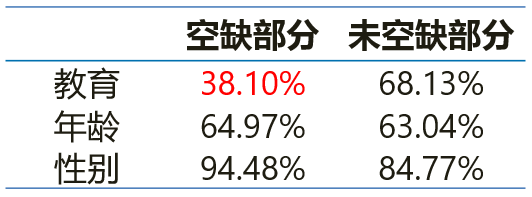 空缺部分 未空缺部分
教育 38.10% 68.13%
年龄 64.97% 63.04%
性别 94.48% 84.77%